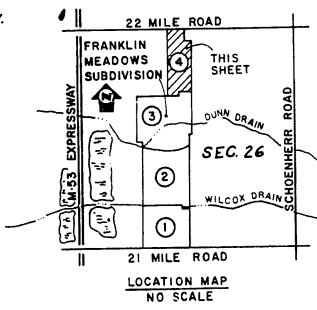 22 MILE ROAD
FRANKLIN
MEADOWS
SUBDIVISION
4
THIS
SHEET
N
3
DUNN DRAIN
M-53 EXPRESSWAY
SEC. 26
SCHOENHERR ROAD
2
WILCOX DRAIN
1
21 MILE ROAD
LOCATION MAP
NO SCALE